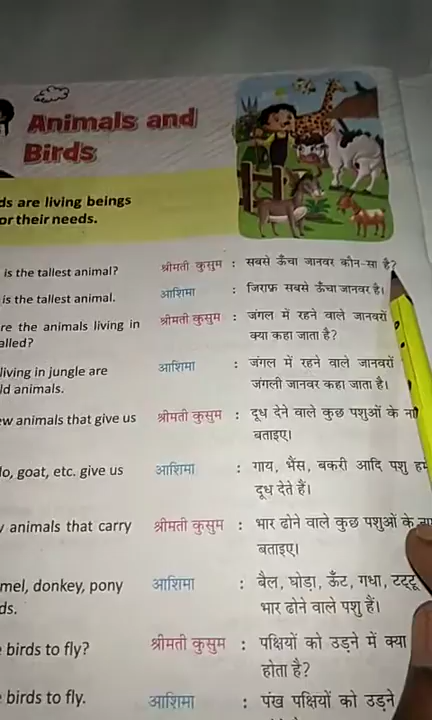 Animals and
Birds
ds are living beings
or their needs.
is the tallest animal? श्रीमती कुसुम : सबसे ऊँचा जानवर कौन-सा है?
is the tallest animal. आशिमा : जिराफ़ सबसे ऊँचा जानवर है।
re the animals living in श्रीमती कुसुम : जंगल में रहने वाले जानवरों
alled? क्या कहा जाता है?
living in jungle are आशिमा : जंगल में रहने वाले जानवरों
ld animals. जंगली जानवर कहा जाता है।
ew animals that give us श्रीमती कुसुम : दूध देने वाले कुछ पशुओं के
बताइए।
lo, goat, etc. give us आशिमा : गाय, भैंस, बकरी आदि पशु हमें
दूध देते हैं।
animals that carry श्रीमती कुसुम : भार ढोने वाले कुछ पशुओं के
बताइए।
mel, donkey, pony आशिमा : बैल, घोड़ा, ऊँट, गधा, टट्टू
ds. भार ढोने वाले पशु हैं।
birds to fly? श्रीमती कुसुम : पक्षियों को उड़ने में क्या
होता है?
birds to fly. आशिमा : पंख पक्षियों को उड़ने